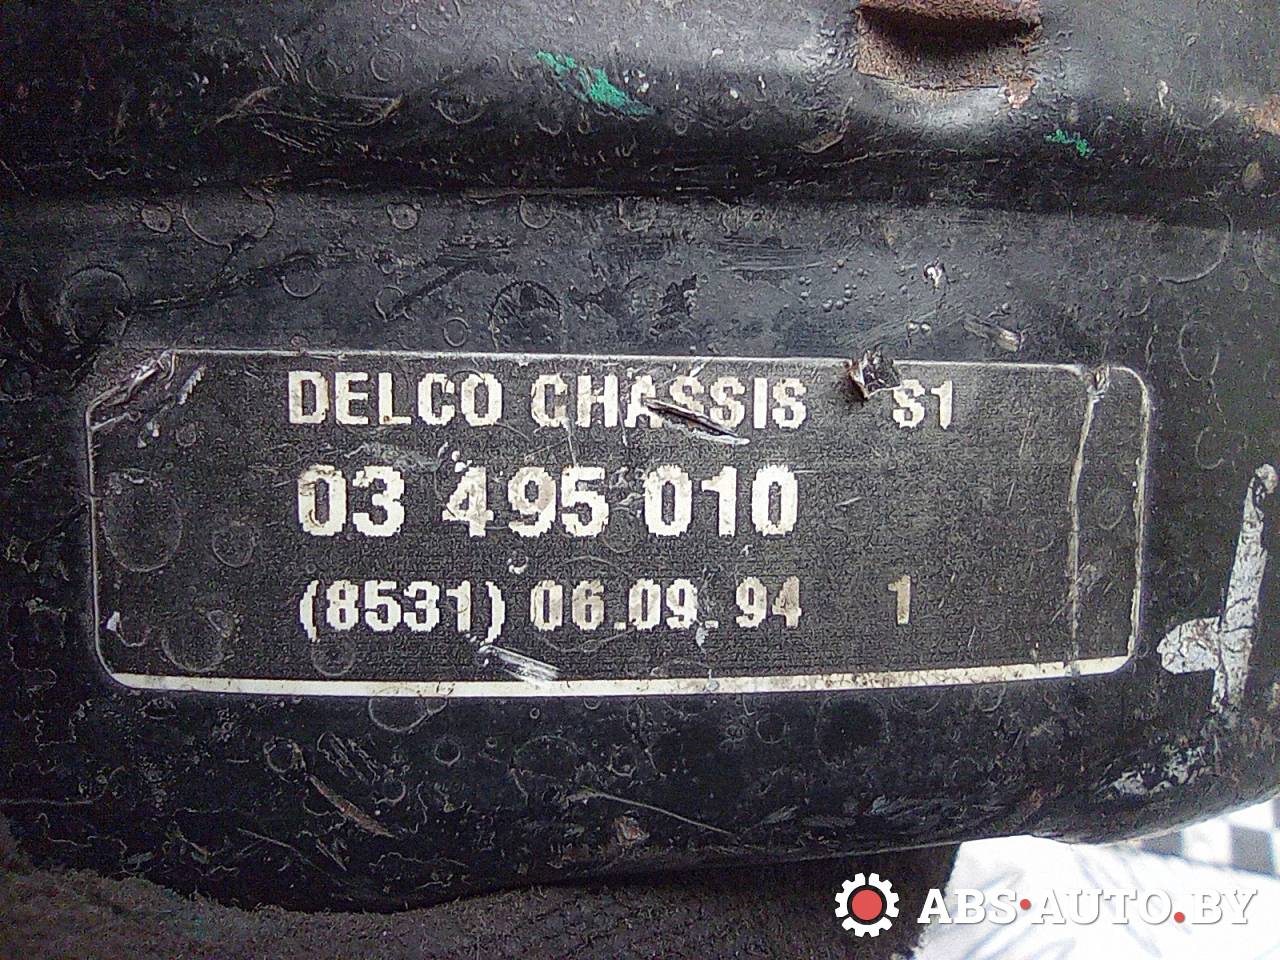 DELCO CHASSIS S1
03 495 010
(8531) 06.09.94 1
ABS•AUTO.BY